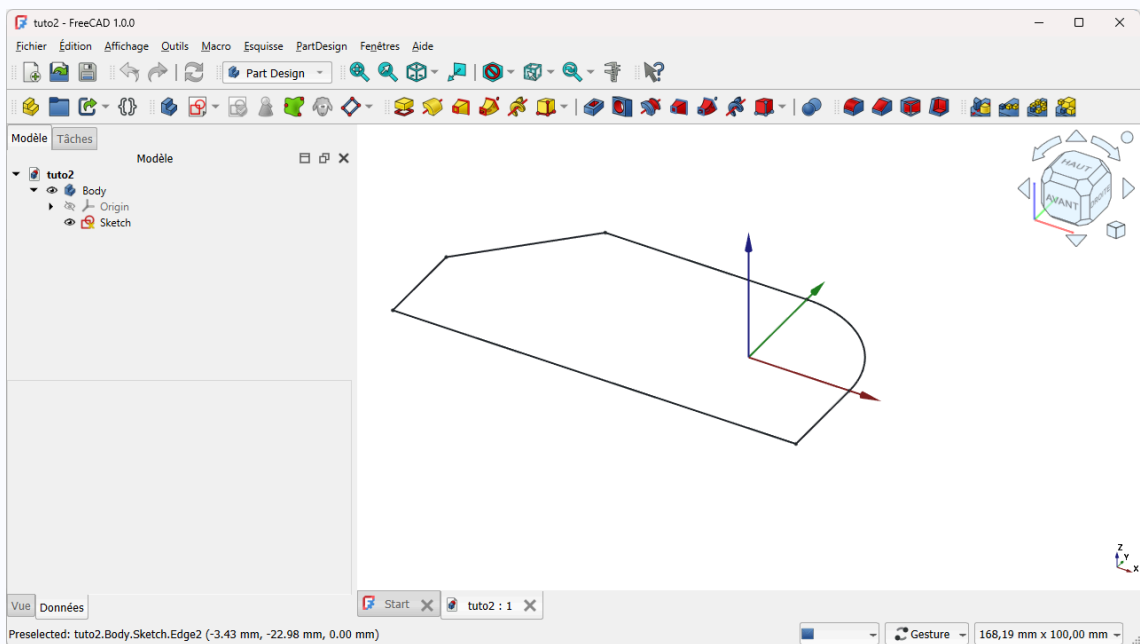 tuto2 - FreeCAD 1.0.0
Fichier Édition Affichage Outils Macro Esquisse PartDesign Fenêtres Aide
Part Design
Modèle Tâches
Modèle
tuto2
Body
Origin
Sketch
HAUT
AVANT
DROITE
Z
Y
X
Vue Données
Start tuto2 : 1
Preselected: tuto2.Body.Sketch.Edge2 (-3.43 mm, -22.98 mm, 0.00 mm)
Gesture
168,19 mm x 100,00 mm